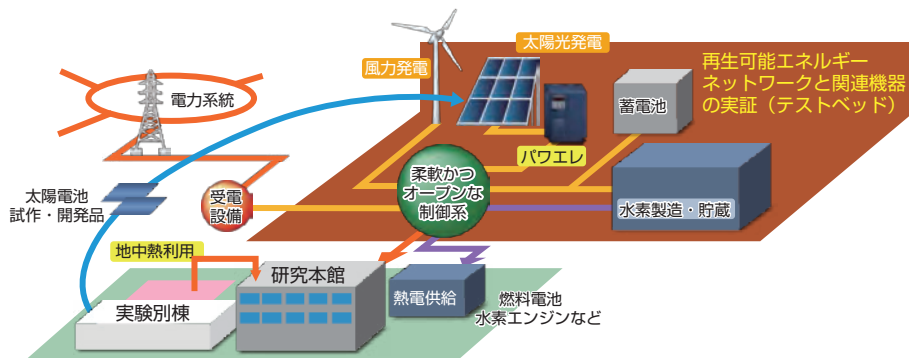 太陽光発電
風力発電
再生可能エネルギー
ネットワークと関連機器
の実証（テストベッド）
電力系統
蓄電池
パワエレ
柔軟かつ
オープンな
制御系
太陽電池
試作・開発品
受電
設備
水素製造・貯蔵
地中熱利用
研究本館
実験別棟
熱電供給
燃料電池
水素エンジンなど